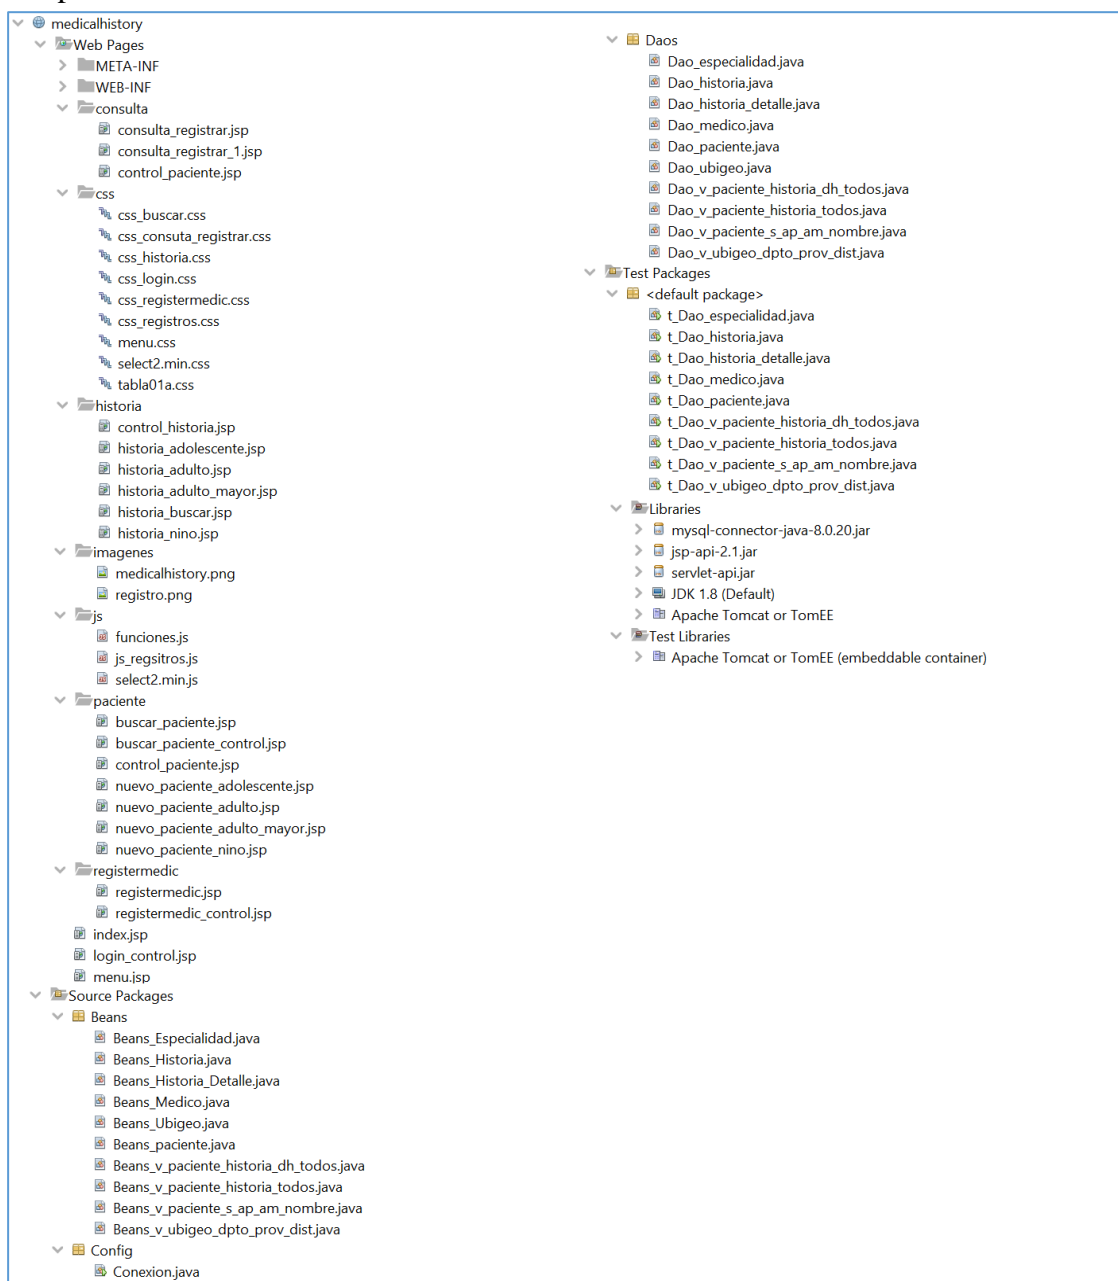 medicalhistory
Web Pages
META-INF
WEB-INF
consulta
consulta_registrar.jsp
consulta_registrar_1.jsp
control_paciente.jsp
css
css_buscar.css
css_consuta_registrar.css
css_historia.css
css_login.css
css_registermedic.css
css_registros.css
menu.css
select2.min.css
tabla01a.css
historia
control_historia.jsp
historia_adolescente.jsp
historia_adulto.jsp
historia_adulto_mayor.jsp
historia_buscar.jsp
historia_nino.jsp
imagenes
medicalhistory.png
registro.png
js
funciones.js
js_regsitros.js
select2.min.js
paciente
buscar_paciente.jsp
buscar_paciente_control.jsp
control_paciente.jsp
nuevo_paciente_adolescente.jsp
nuevo_paciente_adulto.jsp
nuevo_paciente_adulto_mayor.jsp
nuevo_paciente_nino.jsp
registermedic
registermedic.jsp
registermedic_control.jsp
index.jsp
login_control.jsp
menu.jsp
Source Packages
Beans
Beans_Especialidad.java
Beans_Historia.java
Beans_Historia_Detalle.java
Beans_Medico.java
Beans_Ubigeo.java
Beans_paciente.java
Beans_v_paciente_historia_dh_todos.java
Beans_v_paciente_historia_todos.java
Beans_v_paciente_s_ap_am_nombre.java
Beans_v_ubigeo_dpto_prov_dist.java
Config
Conexion.java
Daos
Dao_especialidad.java
Dao_historia.java
Dao_historia_detalle.java
Dao_medico.java
Dao_paciente.java
Dao_ubigeo.java
Dao_v_paciente_historia_dh_todos.java
Dao_v_paciente_historia_todos.java
Dao_v_paciente_s_ap_am_nombre.java
Dao_v_ubigeo_dpto_prov_dist.java
Test Packages
<default package>
t_Dao_especialidad.java
t_Dao_historia.java
t_Dao_historia_detalle.java
t_Dao_medico.java
t_Dao_paciente.java
t_Dao_v_paciente_historia_dh_todos.java
t_Dao_v_paciente_historia_todos.java
t_Dao_v_paciente_s_ap_am_nombre.java
t_Dao_v_ubigeo_dpto_prov_dist.java
Libraries
mysql-connector-java-8.0.20.jar
jsp-api-2.1.jar
servlet-api.jar
JDK 1.8 (Default)
Apache Tomcat or TomEE
Test Libraries
Apache Tomcat or TomEE (embeddable container)